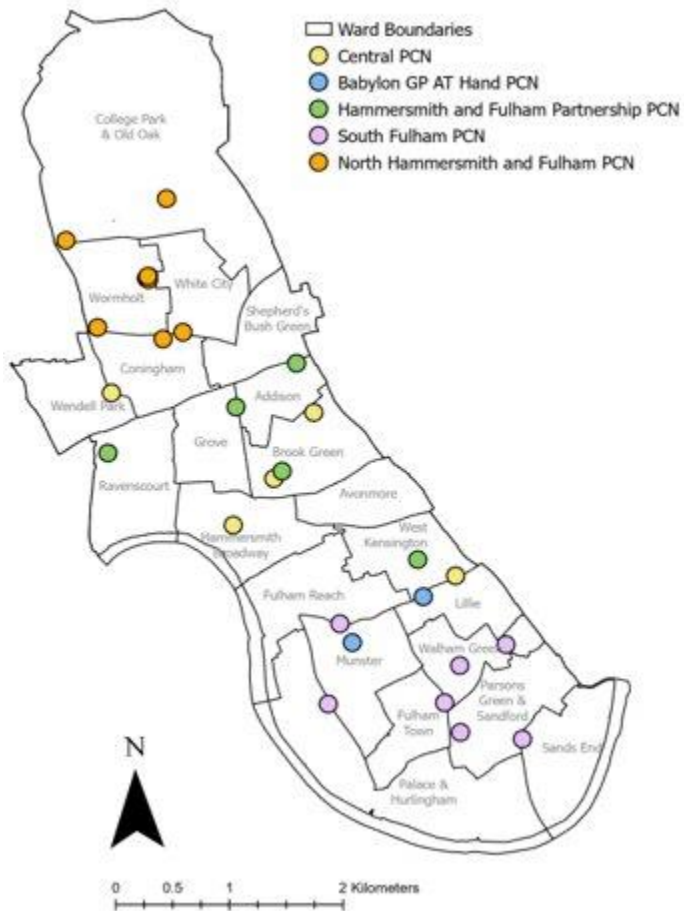 Ward Boundaries
Central PCN
Babylon GP AT Hand PCN
Hammersmith and Fulham Partnership PCN
South Fulham PCN
North Hammersmith and Fulham PCN
College Park
& Old Oak
White City
Wormholt
Shepherd's
Bush Green
Coningham
Wendell Park
Addison
Grove
Brook Green
Ravenscourt
Avonmore
Hammersmith
Broadway
West
Kensington
Fulham Reach
Lillie
Munster
Walham Green
Parsons
Green &
Sandford
Fulham
Town
Sands End
Palace &
Hurlingham
N
0 0.5 1 2 Kilometers